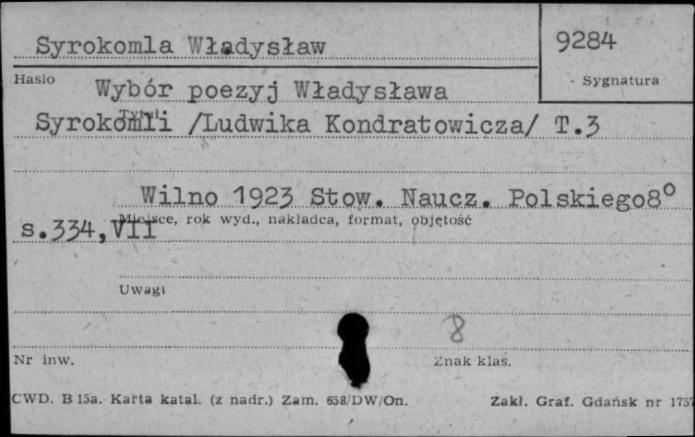 Syrokomla Władysław
9284
Hasło
Sygnatura
Wybór poezyj Władysława
Tytuł
Syrokomli /Ludwika Kondratowicza/ T.3
Wilno 1923 Stow. Naucz. Polskiego8°
Miejsce, rok wyd., nakładca, format, objętość
s.334,VII
Uwagi
8
Nr inw.
Znak klas.
CWD. B 15a. Karta katal. (z nadr.) Zam. 658/DW/On.
Zakł. Graf. Gdańsk nr 1757